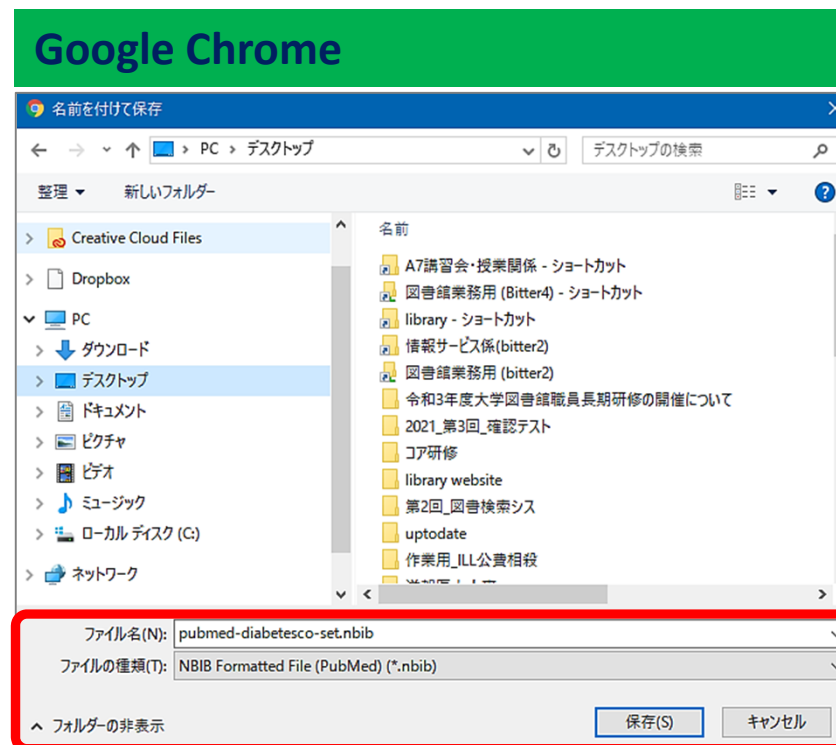 Google Chrome
名前を付けて保存
PC › デスクトップ
デスクトップの検索
整理 新しいフォルダー
Creative Cloud Files
Dropbox
PC
ダウンロード
デスクトップ
ドキュメント
ピクチャ
ビデオ
ミュージック
ローカル ディスク (C:)
ネットワーク
名前
A7講習会・授業関係 - ショートカット
図書館業務用 (Bitter4) - ショートカット
library - ショートカット
情報サービス係(bitter2)
図書館業務用 (bitter2)
令和3年度大学図書館職員長期研修の開催について
2021_第3回_確認テスト
コア研修
library website
第2回_図書検索シス
uptodate
作業用_ILL公費相殺
ファイル名(N): pubmed-diabetesco-set.nbib
ファイルの種類(T): NBIB Formatted File (PubMed) (*.nbib)
フォルダーの非表示
保存(S) キャンセル